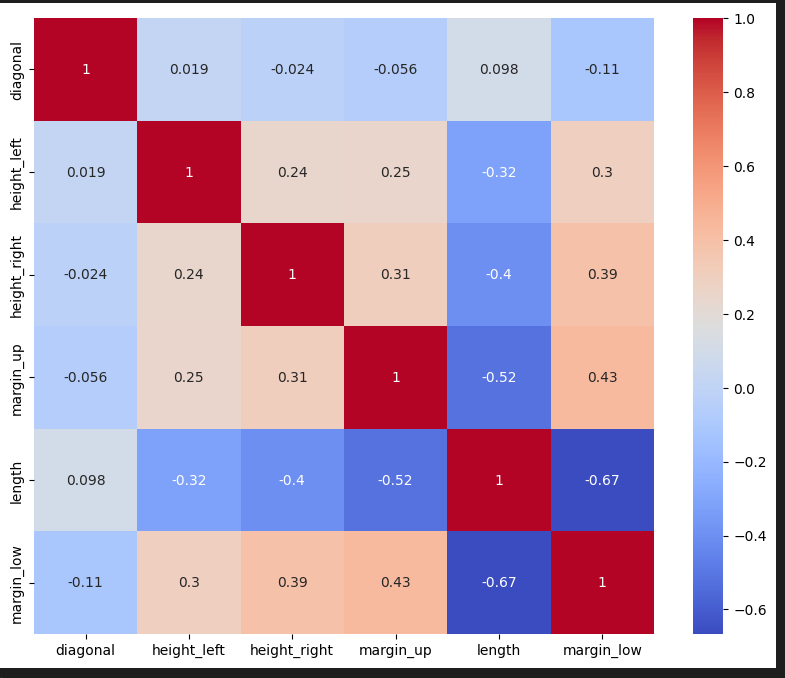 diagonal 1 0.019 -0.024 -0.056 0.098 -0.11
height_left 0.019 1 0.24 0.25 -0.32 0.3
height_right -0.024 0.24 1 0.31 -0.4 0.39
margin_up -0.056 0.25 0.31 1 -0.52 0.43
length 0.098 -0.32 -0.4 -0.52 1 -0.67
margin_low -0.11 0.3 0.39 0.43 -0.67 1
diagonal height_left height_right margin_up length margin_low
1.0
0.8
0.6
0.4
0.2
0.0
−0.2
−0.4
−0.6